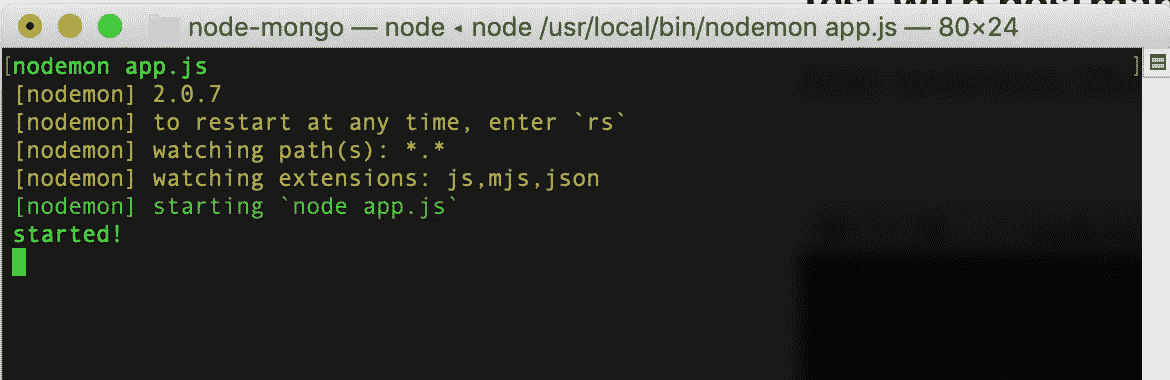 node-mongo — node ◂ node /usr/local/bin/nodemon app.js — 80×24
[nodemon app.js ]
[nodemon] 2.0.7
[nodemon] to restart at any time, enter `rs`
[nodemon] watching path(s): *.*
[nodemon] watching extensions: js,mjs,json
[nodemon] starting `node app.js`
started!